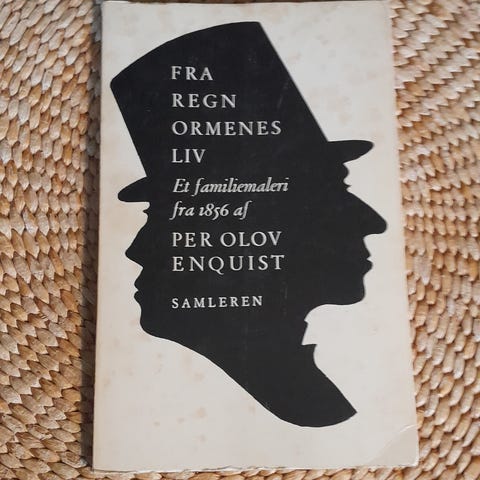 FRA
REGN
ORMENES
LIV
Et familiemaleri
fra 1856 af
PER OLOV
ENQUIST
SAMLEREN